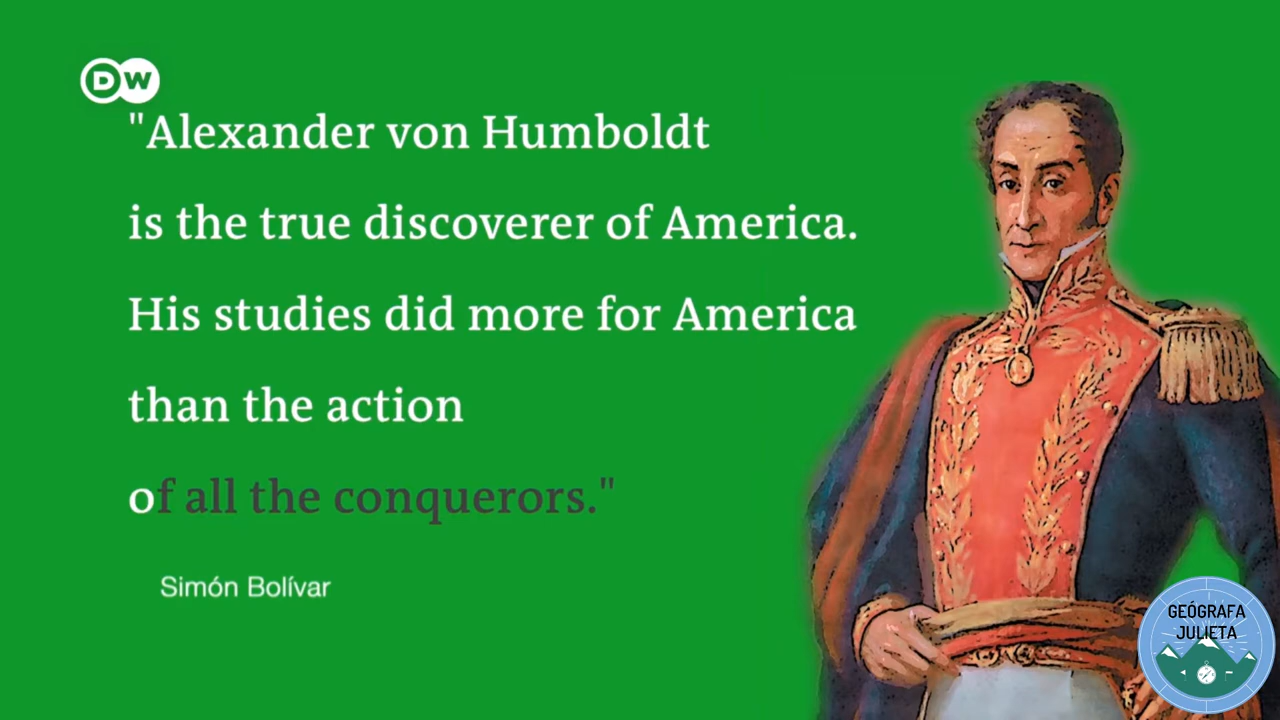 DW
"Alexander von Humboldt
is the true discoverer of America.
His studies did more for America
than the action
of all the conquerors."
Simón Bolívar
GEÓGRAFA
JULIETA